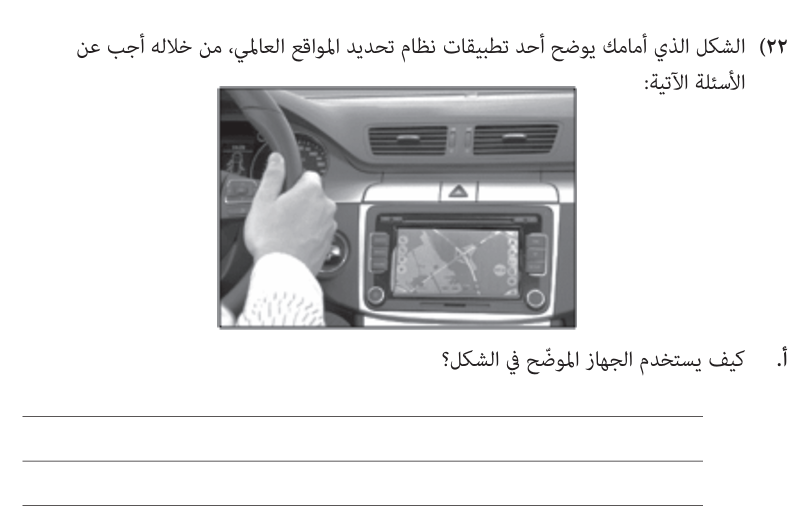 ٢٢) الشكل الذي أمامك يوضح أحد تطبيقات نظام تحديد المواقع العالمي، من خلاله أجب عن
الأسئلة الآتية:
أ. كيف يستخدم الجهاز الموضّح في الشكل؟